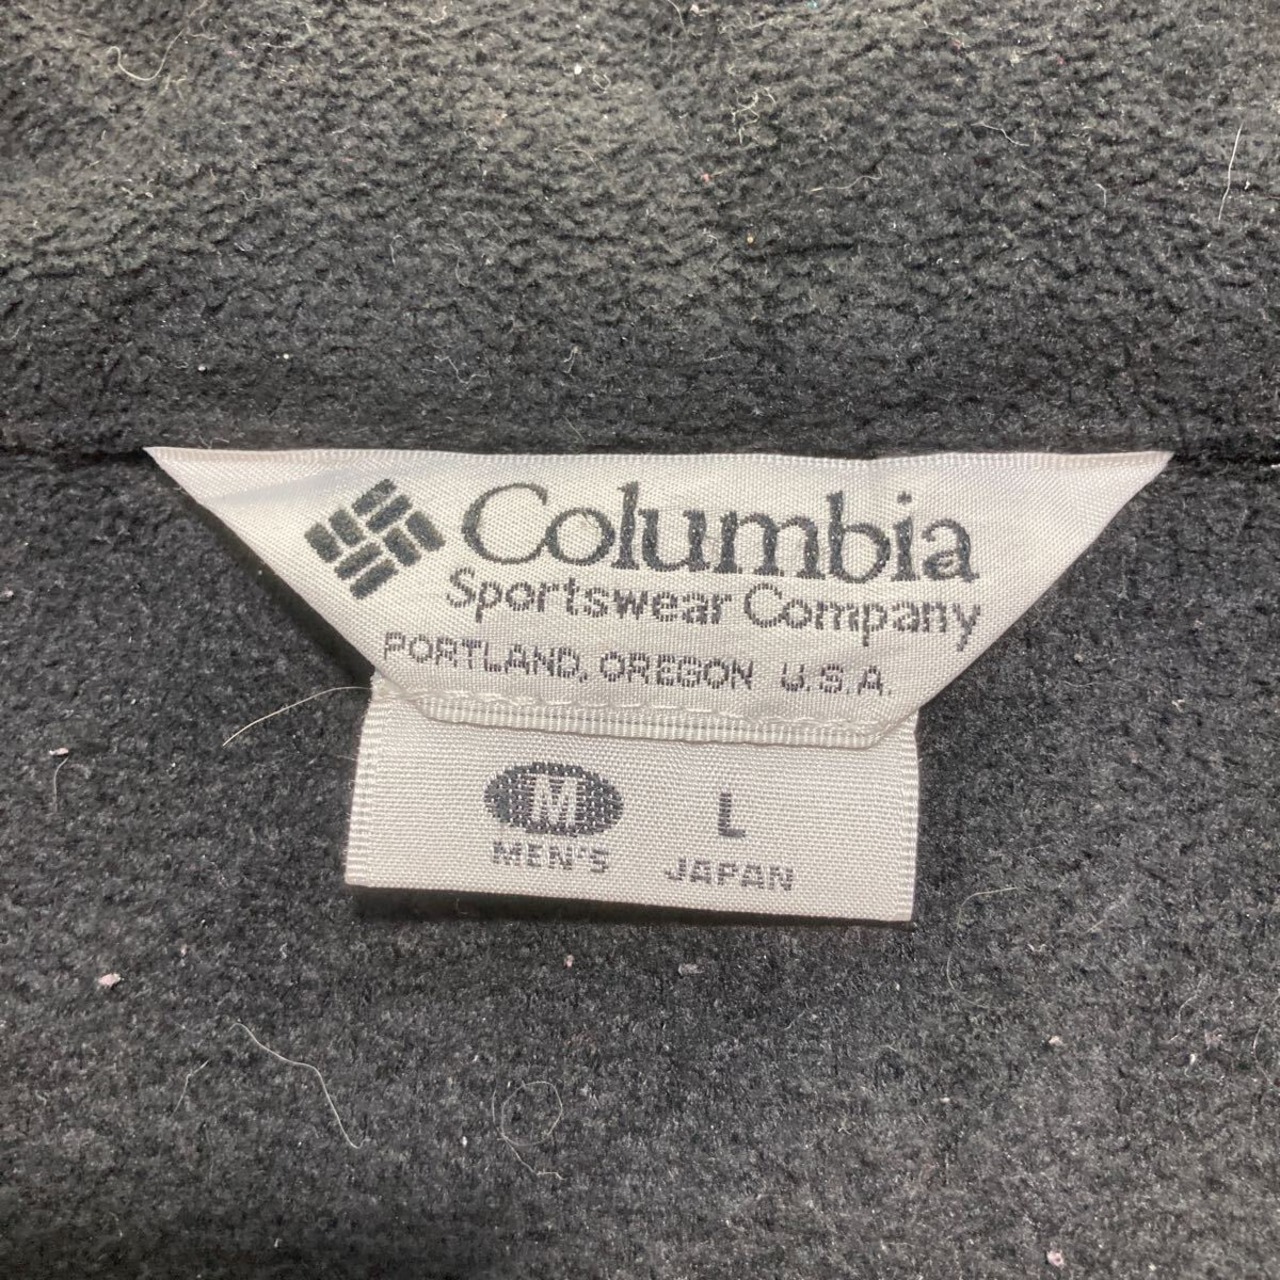 Columbia
Sportswear Company
PORTLAND, OREGON U.S.A.
M L
MEN'S JAPAN